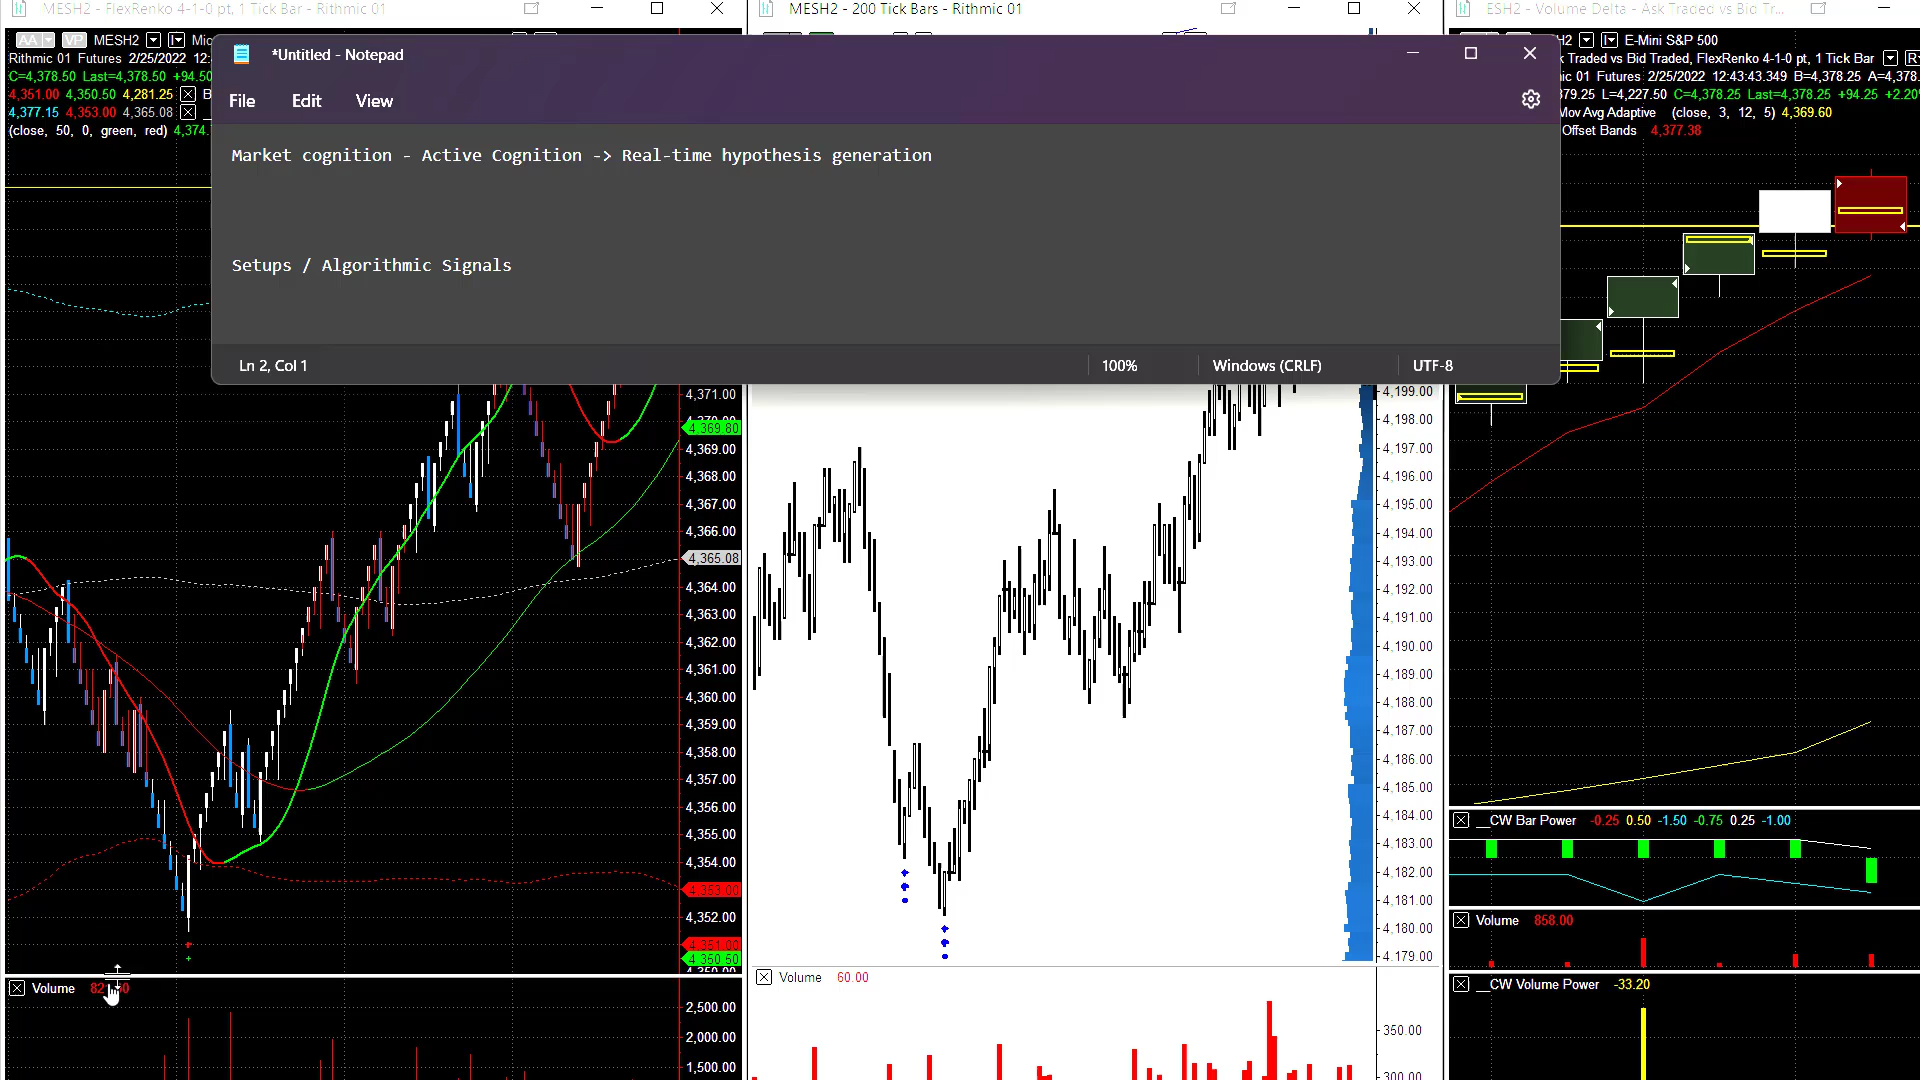 MESH2 - FlexRenko 4-1-0 pt, 1 Tick Bar - Rithmic 01
MESH2 - 200 Tick Bars - Rithmic 01
ESH2 - Volume Delta - Ask Traded vs Bid Tr...
AA VP MESH2
Rithmic 01 Futures 2/25/2022
C=4,378.50 Last=4,378.50 +94.50
4,351.00 4,350.50 4,281.25
4,377.15 4,353.00 4,365.08
(close, 50, 0, green, red)
*Untitled - Notepad
File Edit View
Market cognition - Active Cognition -> Real-time hypothesis generation
Setups / Algorithmic Signals
Ln 2, Col 1
100%
Windows (CRLF)
UTF-8
E-Mini S&P 500
Traded vs Bid Traded, FlexRenko 4-1-0 pt, 1 Tick Bar
01 Futures 2/25/2022 12:43:43.349 B=4,378.25
L=4,227.50 C=4,378.25 Last=4,378.25 +94.25
Mov Avg Adaptive (close, 3, 12, 5) 4,369.60
Offset Bands 4,377.38
4,371.00
4,369.80
4,369.00
4,368.00
4,367.00
4,366.00
4,365.08
4,364.00
4,363.00
4,362.00
4,361.00
4,360.00
4,359.00
4,358.00
4,357.00
4,356.00
4,355.00
4,354.00
4,353.00
4,352.00
4,351.00
4,350.50
Volume
2,500.00
2,000.00
1,500.00
4,199.00
4,198.00
4,197.00
4,196.00
4,195.00
4,194.00
4,193.00
4,192.00
4,191.00
4,190.00
4,189.00
4,188.00
4,187.00
4,186.00
4,185.00
4,184.00
4,183.00
4,182.00
4,181.00
4,180.00
4,179.00
Volume 60.00
350.00
300.00
__CW Bar Power -0.25 0.50 -1.50 -0.75 0.25 -1.00
Volume 858.00
__CW Volume Power -33.20